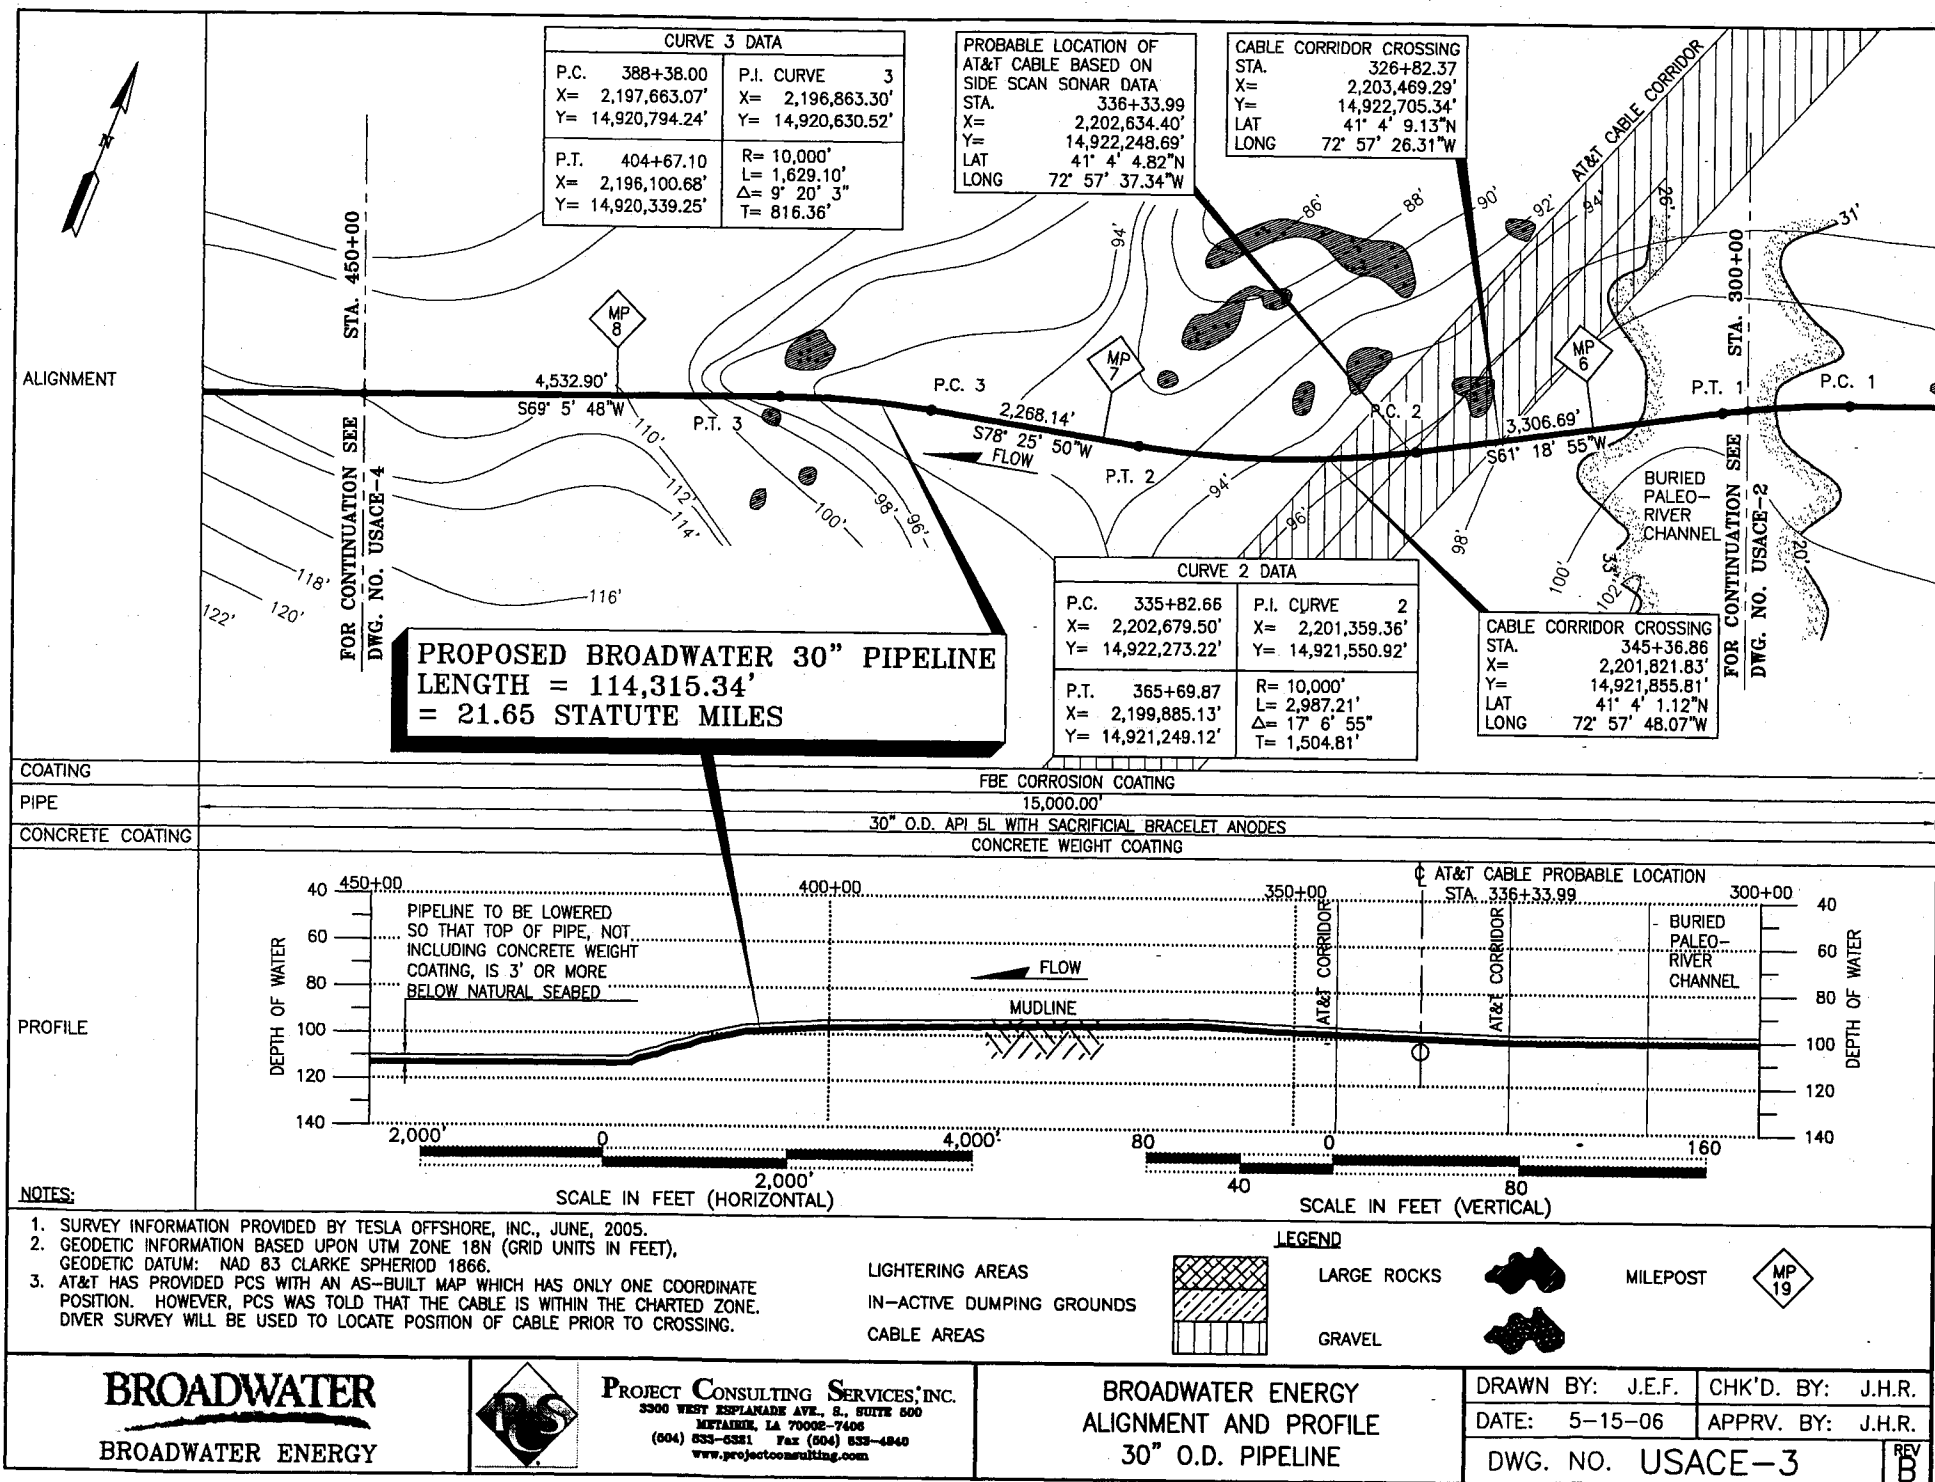 CURVE 3 DATA
P.C. 388+38.00
X= 2,197,663.07'
Y= 14,920,794.24'
P.I. CURVE 3
X= 2,196,863.30'
Y= 14,920,630.52'
P.T. 404+67.10
X= 2,196,100.68'
Y= 14,920,339.25'
R= 10,000'
L= 1,629.10'
Δ= 9° 20' 3"
T= 816.36'
PROBABLE LOCATION OF
AT&T CABLE BASED ON
SIDE SCAN SONAR DATA
STA. 336+33.99
X= 2,202,634.40'
Y= 14,922,248.69'
LAT 41° 4' 4.82"N
LONG 72° 57' 37.34"W
CABLE CORRIDOR CROSSING
STA. 326+82.37
X= 2,203,469.29'
Y= 14,922,705.34'
LAT 41° 4' 9.13"N
LONG 72° 57' 26.31"W
AT&T CABLE CORRIDOR
N
STA. 450+00
FOR CONTINUATION SEE
DWG. NO. USACE-4
ALIGNMENT
MP
8
MP
7
MP
6
94'
86'
88'
90'
92'
94'
26'
31'
STA. 300+00
FOR CONTINUATION SEE
DWG. NO. USACE-2
4,532.90'
S69° 5' 48"W
P.T. 3
P.C. 3
2,268.14'
S78° 25' 50"W
FLOW
P.T. 2
P.C. 2
3,306.69'
S61° 18' 55"W
P.T. 1
P.C. 1
110'
112'
114'
100'
98'
96'
94'
96'
98'
100'
102'
33'
20'
BURIED
PALEO-
RIVER
CHANNEL
118'
120'
122'
116'
PROPOSED BROADWATER 30" PIPELINE
LENGTH = 114,315.34'
= 21.65 STATUTE MILES
CURVE 2 DATA
P.C. 335+82.66
X= 2,202,679.50'
Y= 14,922,273.22'
P.I. CURVE 2
X= 2,201,359.36'
Y= 14,921,550.92'
P.T. 365+69.87
X= 2,199,885.13'
Y= 14,921,249.12'
R= 10,000'
L= 2,987.21'
Δ= 17° 6' 55"
T= 1,504.81'
CABLE CORRIDOR CROSSING
STA. 345+36.86
X= 2,201,821.83'
Y= 14,921,855.81'
LAT 41° 4' 1.12"N
LONG 72° 57' 48.07"W
COATING
FBE CORROSION COATING
PIPE
15,000.00'
30" O.D. API 5L WITH SACRIFICIAL BRACELET ANODES
CONCRETE COATING
CONCRETE WEIGHT COATING
PROFILE
450+00
400+00
350+00
300+00
℄ AT&T CABLE PROBABLE LOCATION
STA. 336+33.99
DEPTH OF WATER
40
60
80
100
120
140
PIPELINE TO BE LOWERED
SO THAT TOP OF PIPE, NOT
INCLUDING CONCRETE WEIGHT
COATING, IS 3' OR MORE
BELOW NATURAL SEABED
FLOW
MUDLINE
AT&T CORRIDOR
AT&T CORRIDOR
BURIED
PALEO-
RIVER
CHANNEL
40
60
80
100
120
140
DEPTH OF WATER
2,000' 0 4,000'
2,000'
SCALE IN FEET (HORIZONTAL)
80 0 160
40 80
SCALE IN FEET (VERTICAL)
NOTES:
1. SURVEY INFORMATION PROVIDED BY TESLA OFFSHORE, INC., JUNE, 2005.
2. GEODETIC INFORMATION BASED UPON UTM ZONE 18N (GRID UNITS IN FEET),
GEODETIC DATUM: NAD 83 CLARKE SPHERIOD 1866.
3. AT&T HAS PROVIDED PCS WITH AN AS-BUILT MAP WHICH HAS ONLY ONE COORDINATE
POSITION. HOWEVER, PCS WAS TOLD THAT THE CABLE IS WITHIN THE CHARTED ZONE.
DIVER SURVEY WILL BE USED TO LOCATE POSITION OF CABLE PRIOR TO CROSSING.
LEGEND
LIGHTERING AREAS
IN-ACTIVE DUMPING GROUNDS
CABLE AREAS
LARGE ROCKS
GRAVEL
MILEPOST
MP
19
BROADWATER
BROADWATER ENERGY
PCS
PROJECT CONSULTING SERVICES, INC.
3300 WEST ESPLANADE AVE., S., SUITE 500
METAIRIE, LA 70002-7406
(504) 833-5321 Fax (504) 833-4940
www.projectconsulting.com
BROADWATER ENERGY
ALIGNMENT AND PROFILE
30" O.D. PIPELINE
DRAWN BY: J.E.F.
CHK'D. BY: J.H.R.
DATE: 5-15-06
APPRV. BY: J.H.R.
DWG. NO. USACE-3
REV
B